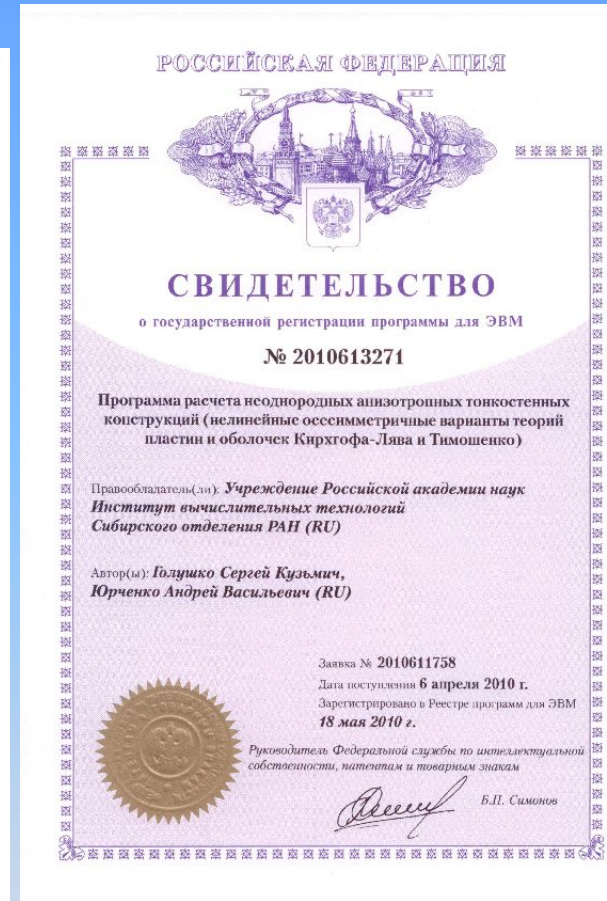 РОССИЙСКАЯ ФЕДЕРАЦИЯ
СВИДЕТЕЛЬСТВО
о государственной регистрации программы для ЭВМ
№ 2010613271
Программа расчета неоднородных анизотропных тонкостенных
конструкций (нелинейные осесимметричные варианты теорий
пластин и оболочек Кирхгофа-Лява и Тимошенко)
Правообладатель(ли): Учреждение Российской академии наук
Институт вычислительных технологий
Сибирского отделения РАН (RU)
Автор(ы): Голушко Сергей Кузьмич,
Юрченко Андрей Васильевич (RU)
Заявка № 2010611758
Дата поступления 6 апреля 2010 г.
Зарегистрировано в Реестре программ для ЭВМ
18 мая 2010 г.
Руководитель Федеральной службы по интеллектуальной
собственности, патентам и товарным знакам
Б.П. Симонов